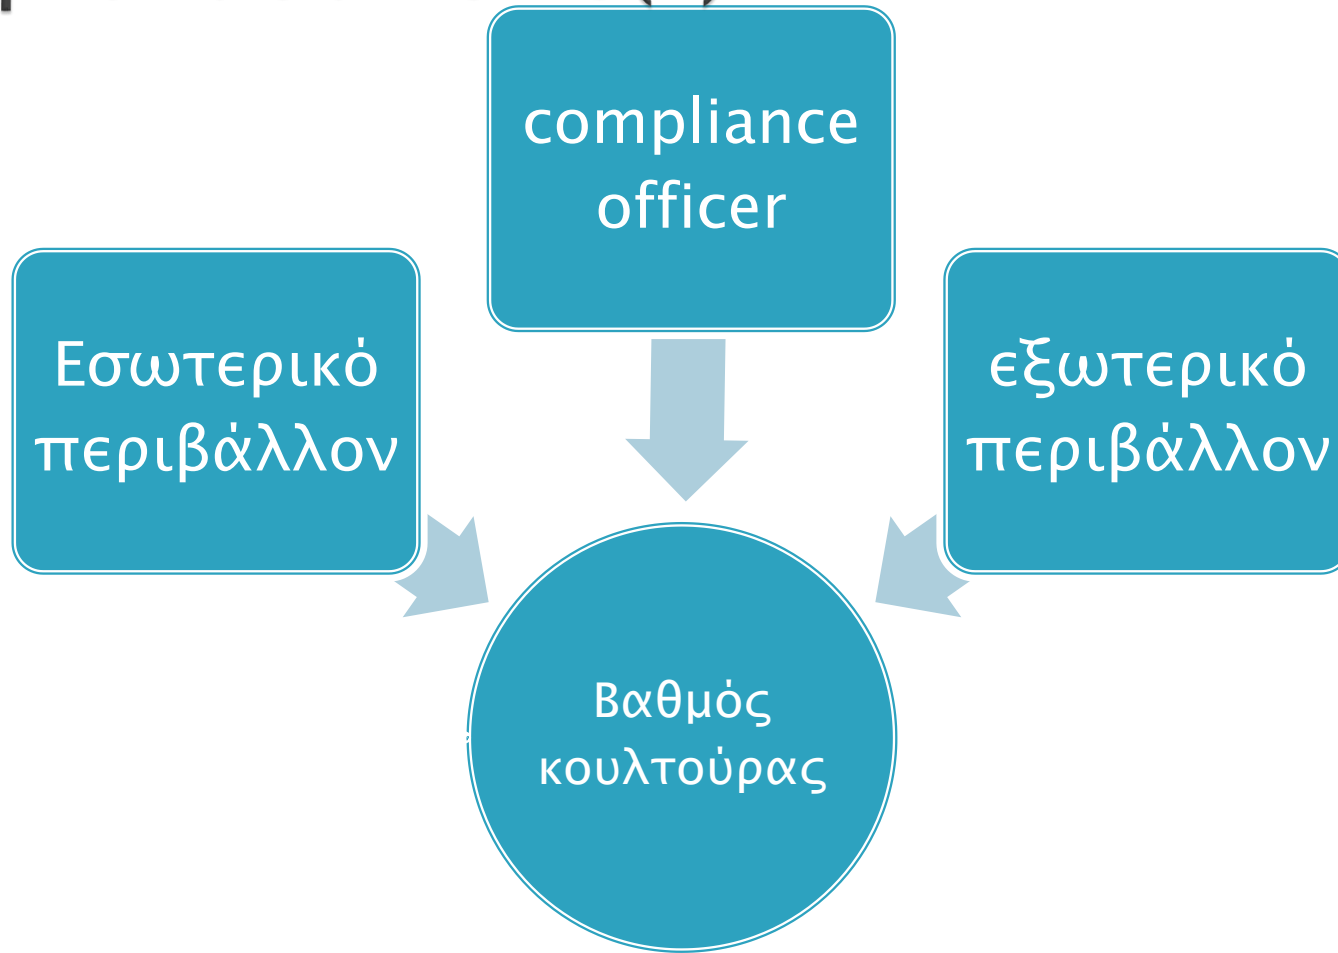 compliance
officer
Εσωτερικό
περιβάλλον
εξωτερικό
περιβάλλον
Βαθμός
κουλτούρας